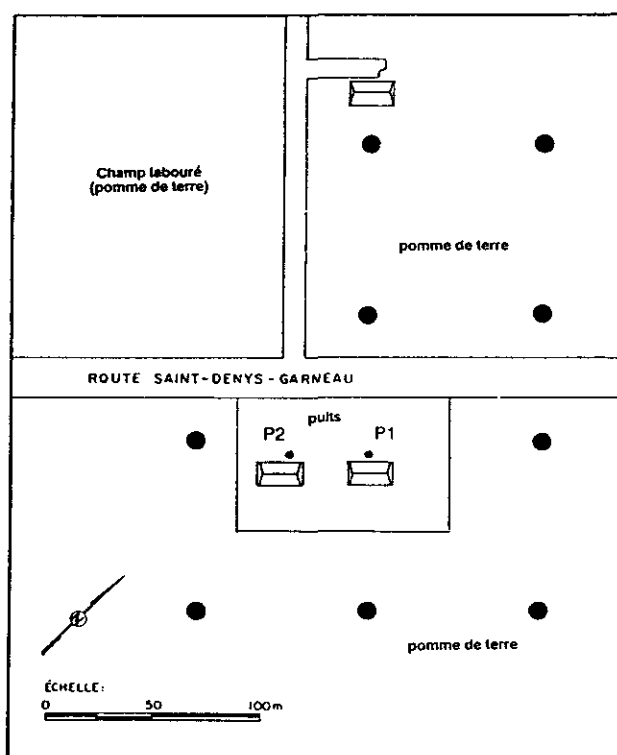 Champ labouré
(pomme de terre)
pomme de terre
ROUTE SAINT-DENYS-GARNEAU
puits
P2 P1
pomme de terre
ÉCHELLE:
0 50 100m